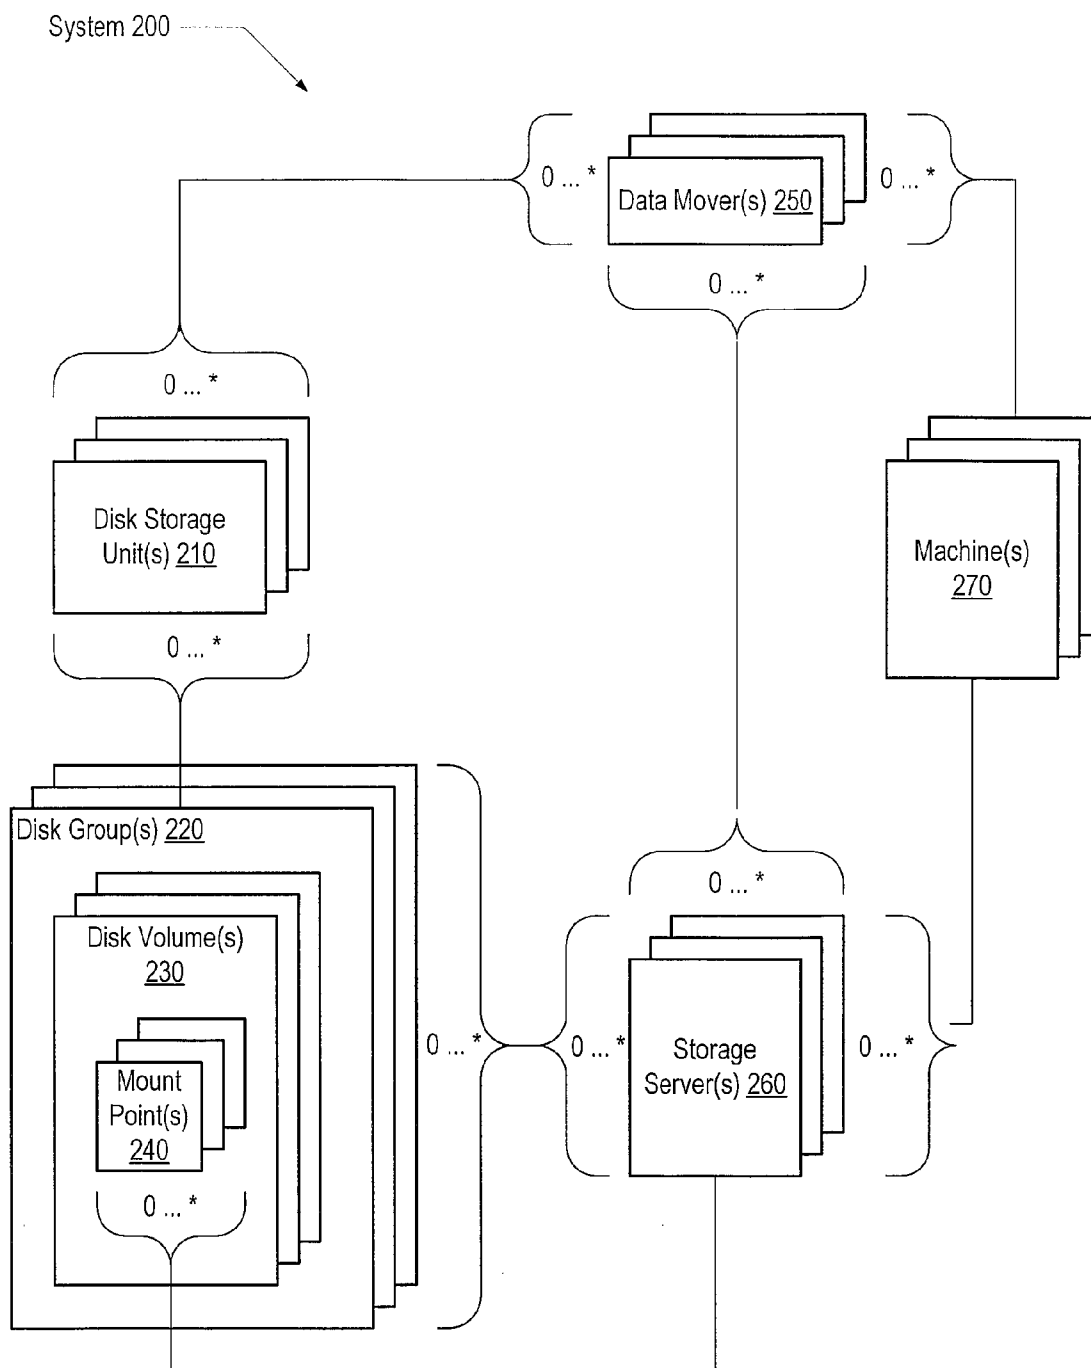 System 200
0 ... *
Data Mover(s) 250
0 ... *
0 ... *
0 ... *
Disk Storage
Unit(s) 210
0 ... *
Machine(s)
270
Disk Group(s) 220
Disk Volume(s)
230
Mount
Point(s)
240
0 ... *
0 ... *
0 ... *
0 ... *
Storage
Server(s) 260
0 ... *